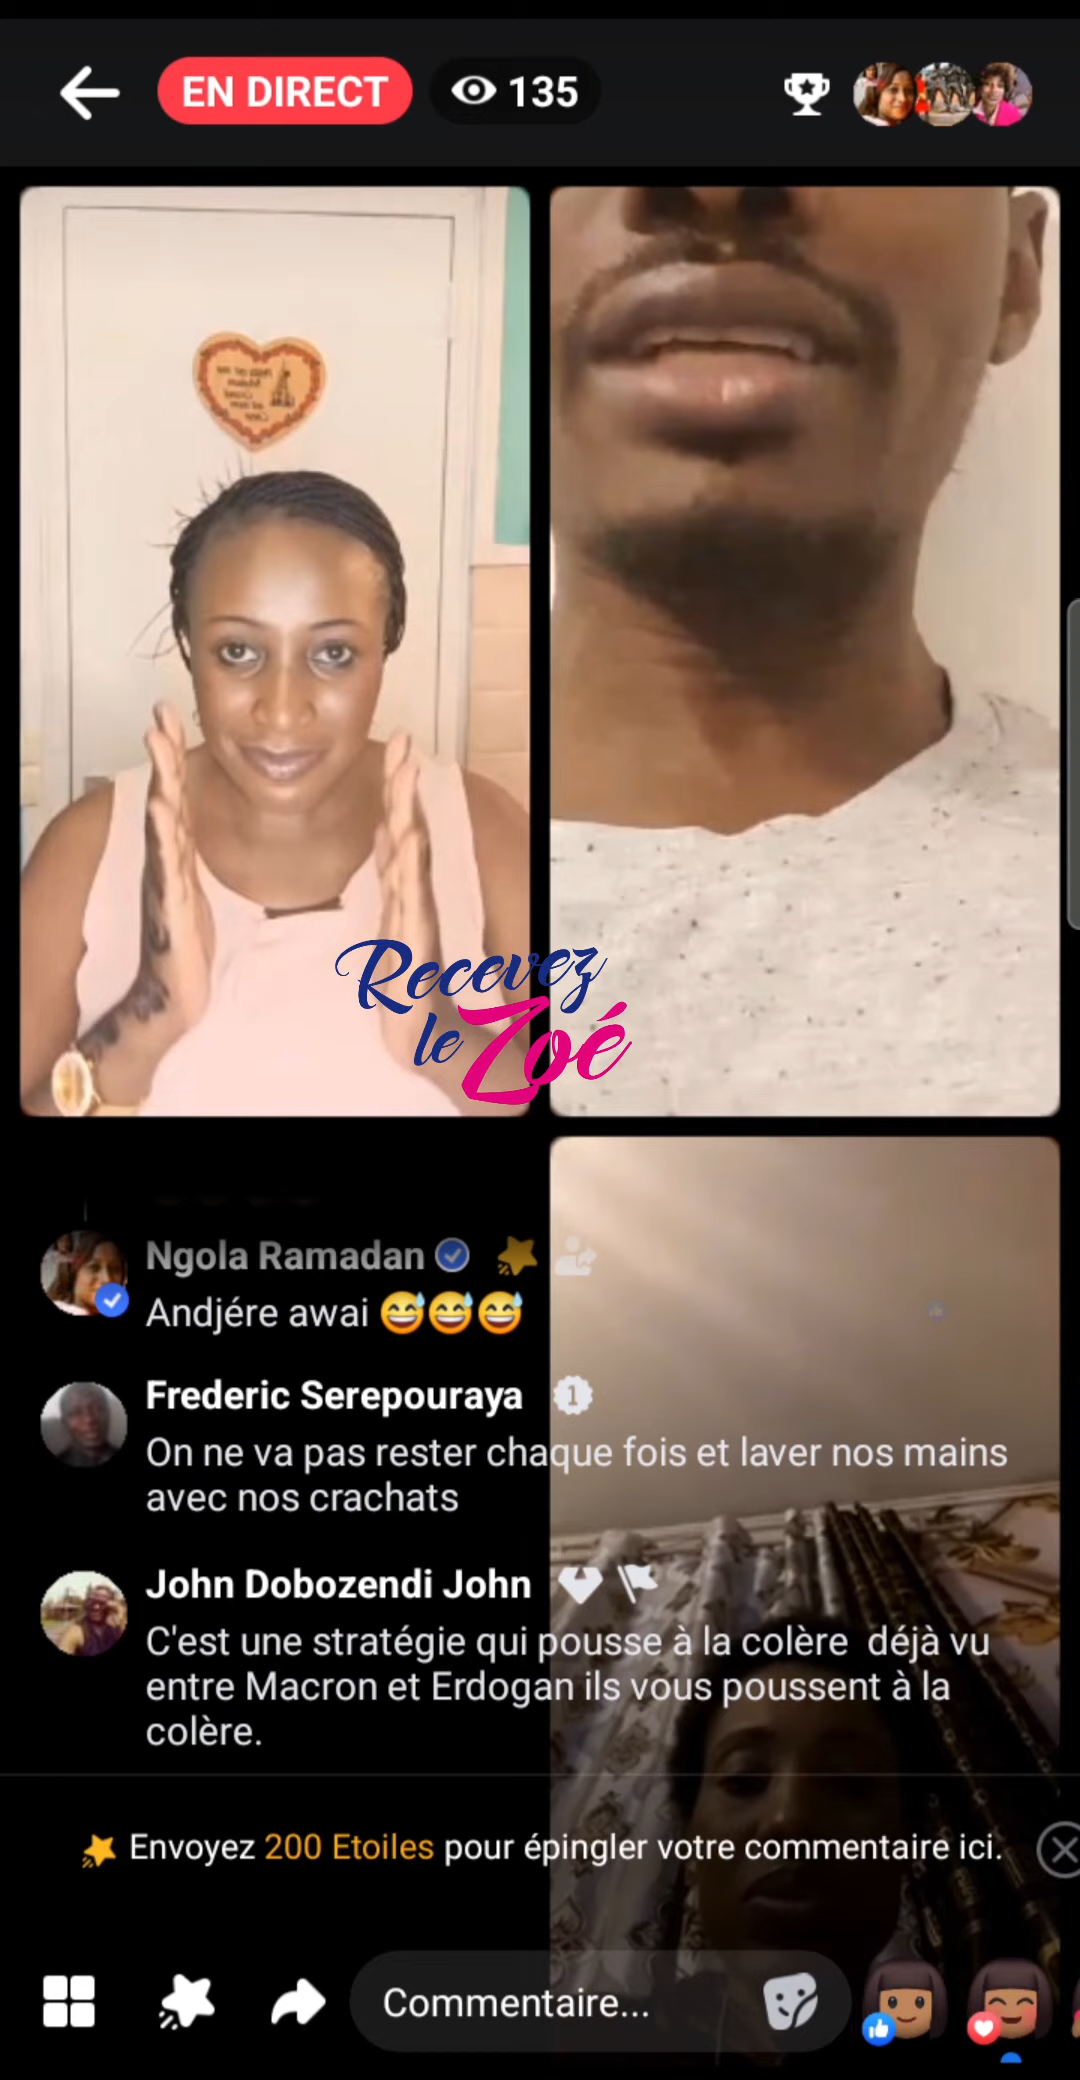 EN DIRECT 135
Recevez
le Zoé
Ngola Ramadan
Andjére awai 😅😅😅
Frederic Serepouraya 1
On ne va pas rester chaque fois et laver nos mains
avec nos crachats
John Dobozendi John
C'est une stratégie qui pousse à la colère déjà vu
entre Macron et Erdogan ils vous poussent à la
colère.
Envoyez 200 Etoiles pour épingler votre commentaire ici.
Commentaire...